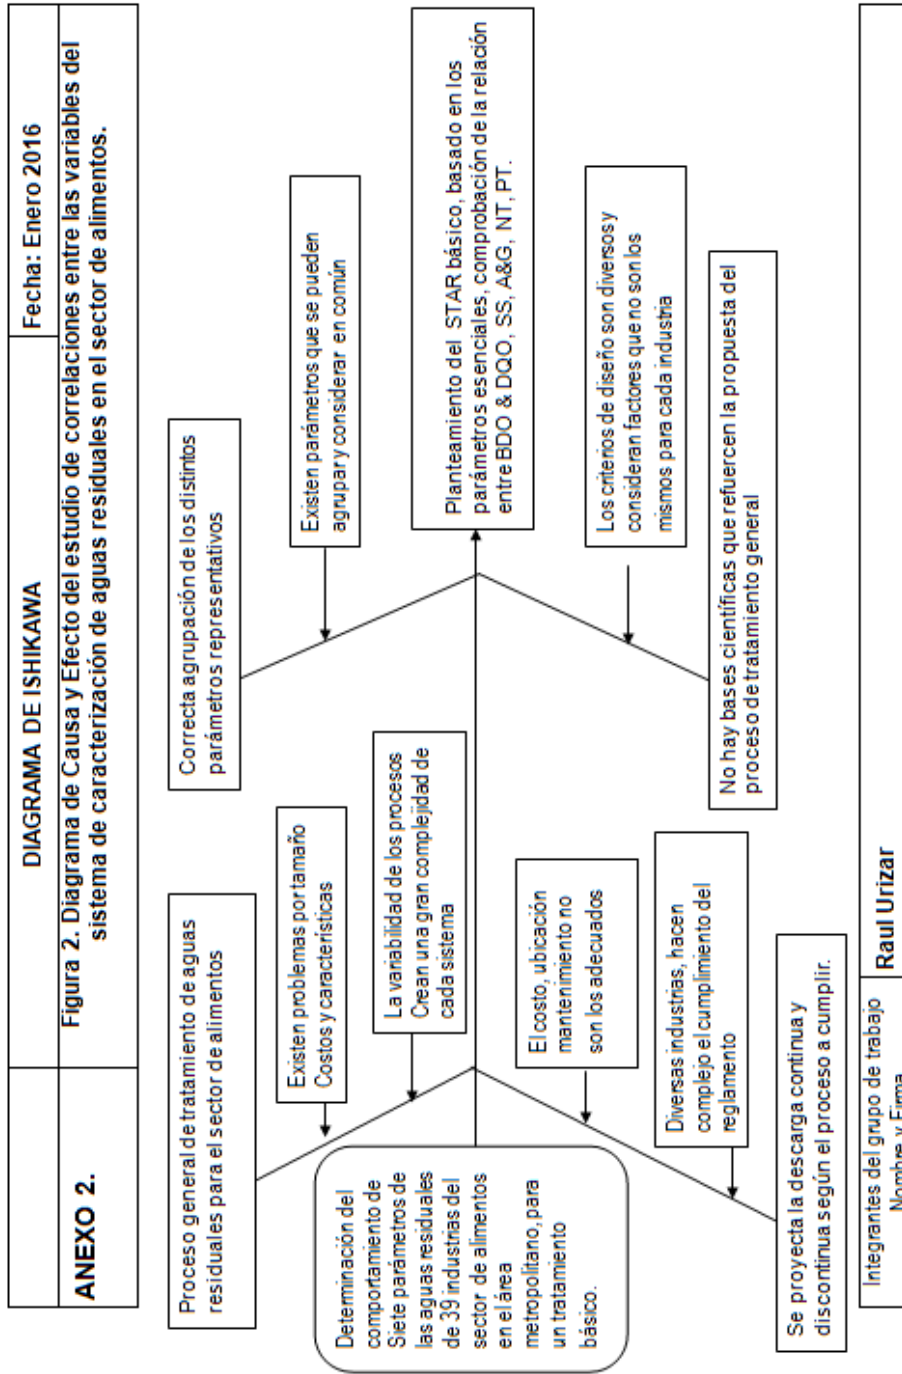 DIAGRAMA DE ISHIKAWA
Fecha: Enero 2016
ANEXO 2.
Figura 2. Diagrama de Causa y Efecto del estudio de correlaciones entre las variables del
sistema de caracterización de aguas residuales en el sector de alimentos.
Proceso general de tratamiento de aguas
residuales para el sector de alimentos
Correcta agrupación de los distintos
parámetros representativos
Existen problemas por tamaño
Costos y características
Existen parámetros que se pueden
agrupar y considerar en común
La variabilidad de los procesos
Crean una gran complejidad de
cada sistema
Determinación del
comportamiento de
Siete parámetros de
las aguas residuales
de 39 industrias del
sector de alimentos
en el área
metropolitano, para
un tratamiento
básico.
Planteamiento del STAR básico, basado en los
parámetros esenciales, comprobación de la relación
entre BDO & DQO, SS, A&G, NT, PT.
El costo, ubicación
mantenimiento no
son los adecuados
Los criterios de diseño son diversos y
consideran factores que no son los
mismos para cada industria
Diversas industrias, hacen
complejo el cumplimiento del
reglamento
No hay bases científicas que refuercen la propuesta del
proceso de tratamiento general
Se proyecta la descarga continua y
discontinua según el proceso a cumplir.
Integrantes del grupo de trabajo
Nombre y Firma
Raul Urizar